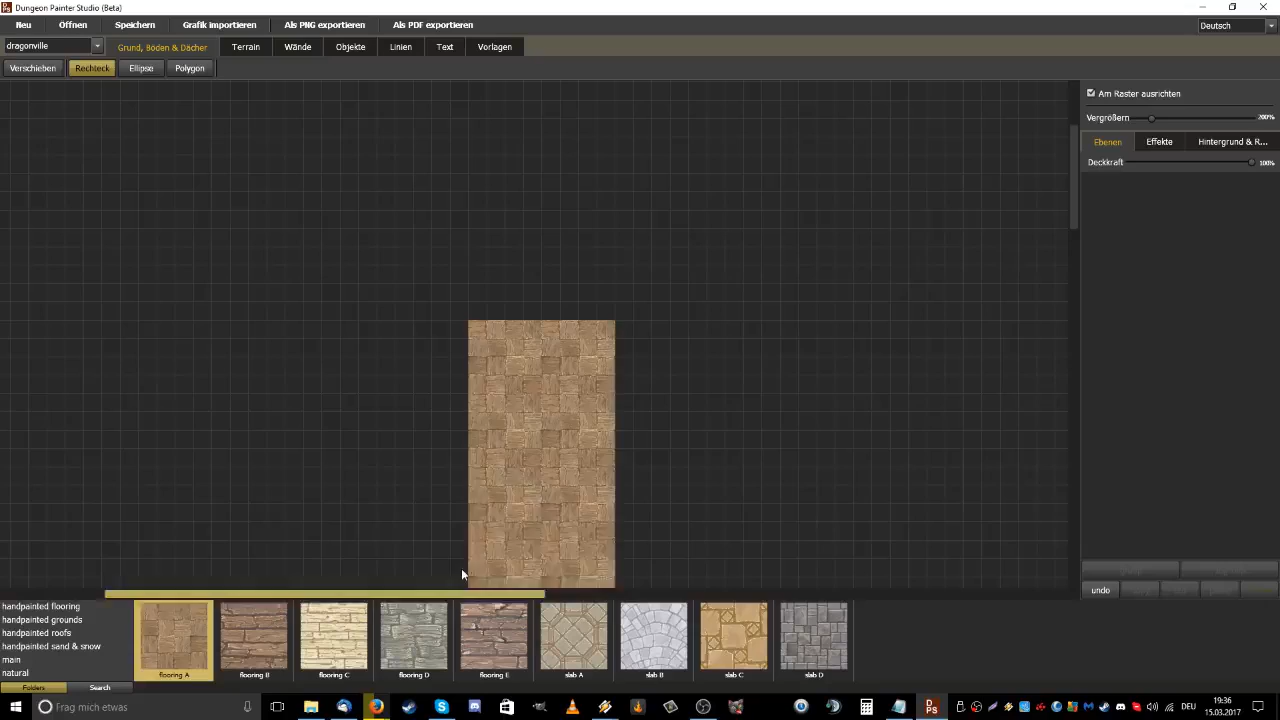 Dungeon Painter Studio (Beta)
Neu Öffnen Speichern Grafik importieren Als PNG exportieren Als PDF exportieren Deutsch
dragonville Grund, Böden & Dächer Terrain Wände Objekte Linien Text Vorlagen
Verschieben Rechteck Ellipse Polygon
Am Raster ausrichten
Vergrößern 200%
Ebenen Effekte Hintergrund & R...
Deckkraft 100%
undo
handpainted flooring
handpainted grounds
handpainted roofs
handpainted sand & snow
main
natural
flooring A flooring B flooring C flooring D flooring E slab A slab B slab C slab D
Folders Search
Frag mich etwas
DEU
19:36
15.03.2017